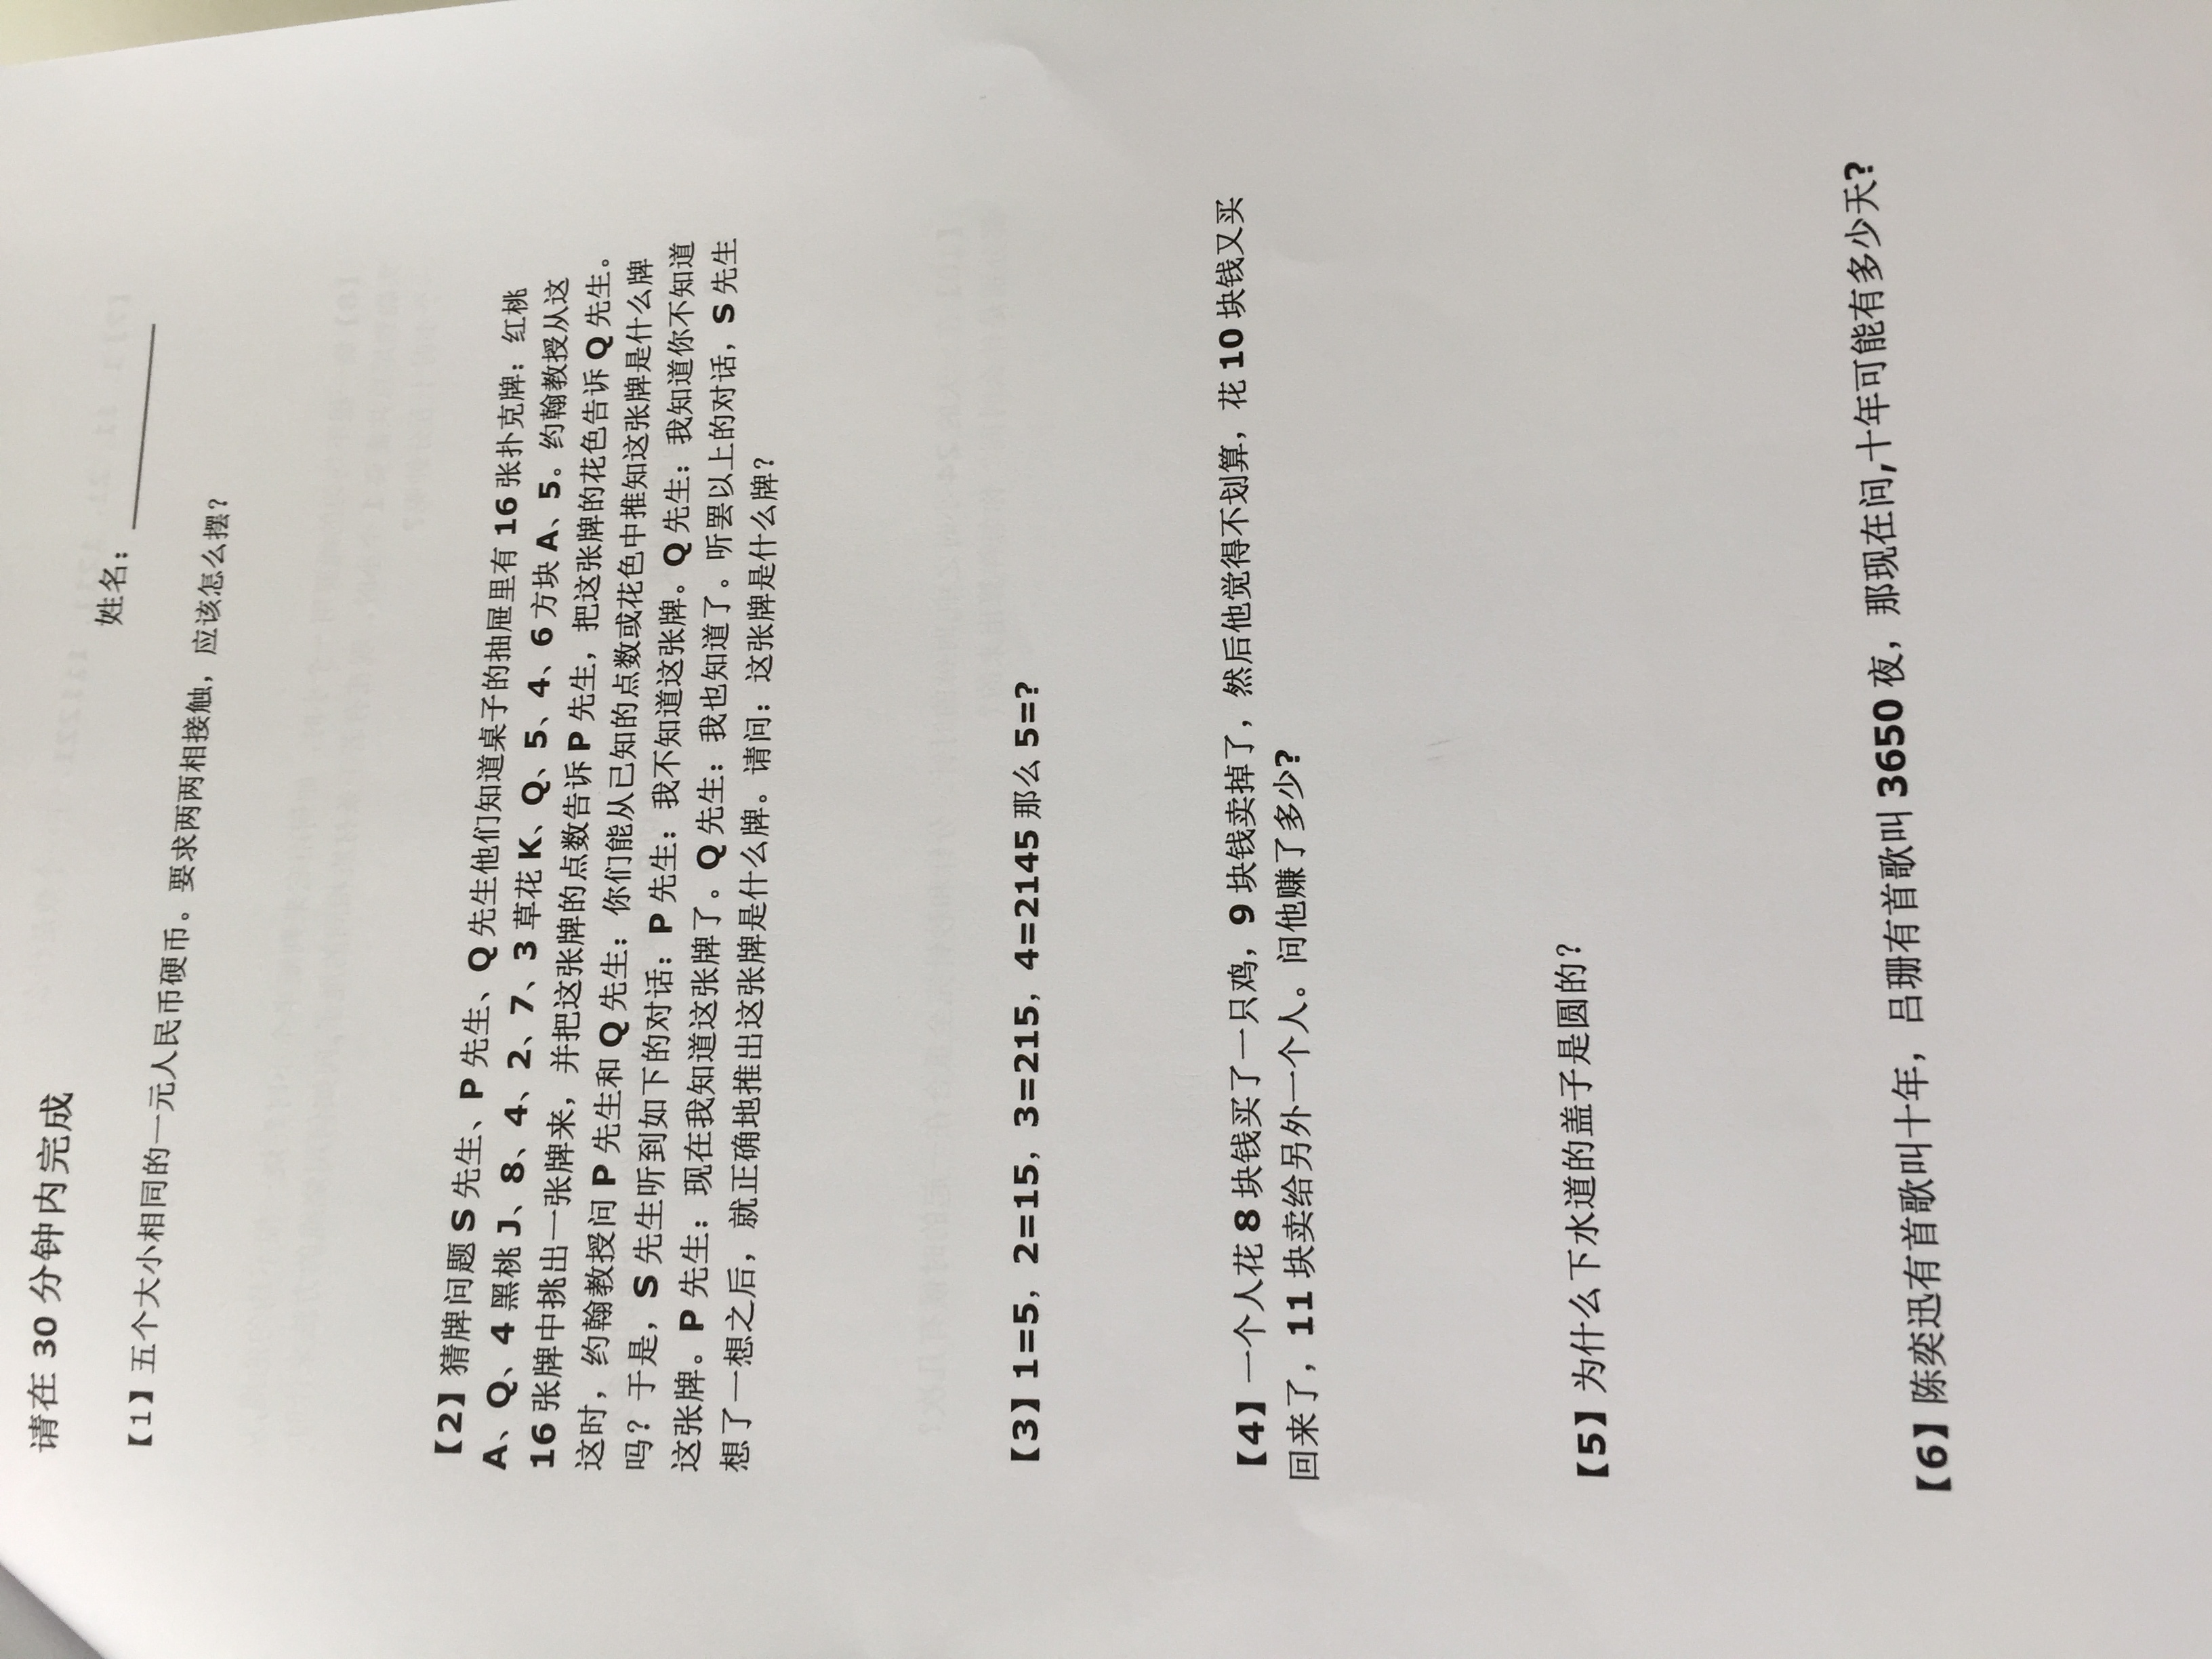 请在 30 分钟内完成
姓名：
【1】五个大小相同的一元人民币硬币。要求两两相接触，应该怎么摆？
【2】猜牌问题 S 先生、P 先生、Q 先生他们知道桌子的抽屉里有 16 张扑克牌：红桃
A、Q、4 黑桃 J、8、4、2、7、3 草花 K、Q、5、4、6 方块 A、5。约翰教授从这
16 张牌中挑出一张牌来，并把这张牌的点数告诉 P 先生，把这张牌的花色告诉 Q 先生。
这时，约翰教授问 P 先生和 Q 先生：你们能从已知的点数或花色中推知这张牌是什么牌
吗？于是，S 先生听到如下的对话：P 先生：我不知道这张牌。Q 先生：我知道你不知道
这张牌。P 先生：现在我知道这张牌了。Q 先生：我也知道了。听罢以上的对话，S 先生
想了一想之后，就正确地推出这张牌是什么牌。请问：这张牌是什么牌？
【3】1=5，2=15，3=215，4=2145 那么 5=?
【4】一个人花 8 块钱买了一只鸡，9 块钱卖掉了，然后他觉得不划算，花 10 块钱又买
回来了，11 块卖给另外一个人。问他赚了多少?
【5】为什么下水道的盖子是圆的？
【6】陈奕迅有首歌叫十年，吕珊有首歌叫 3650 夜，那现在问,十年可能有多少天?